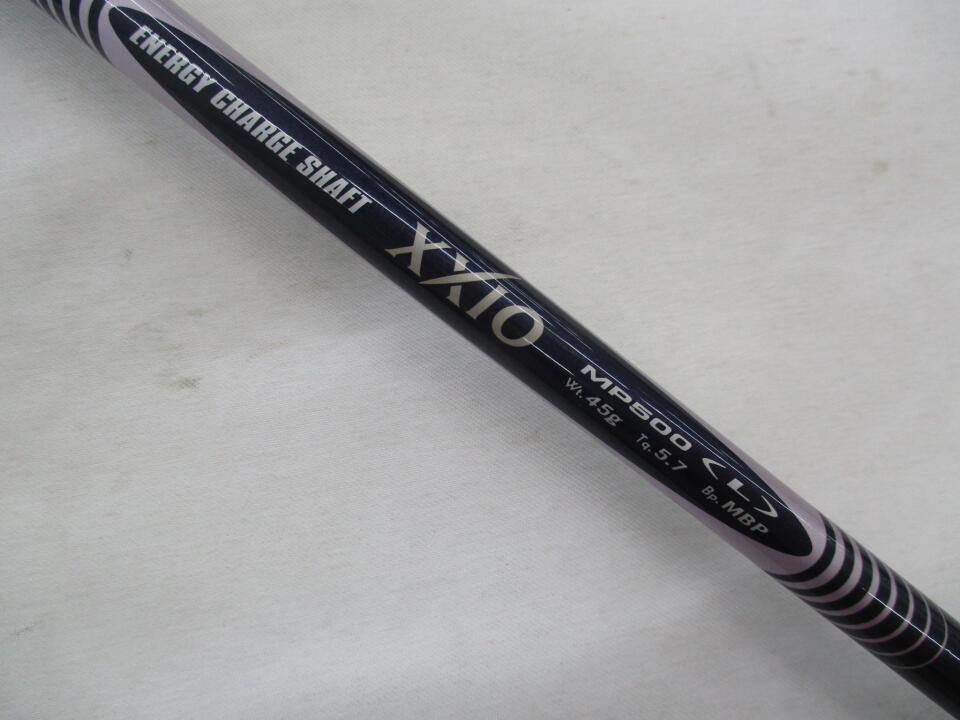 ENERGY CHARGE SHAFT
XXIO
MP500 〈L〉
Wt. 45g Tq. 5.7 Bp. MBP